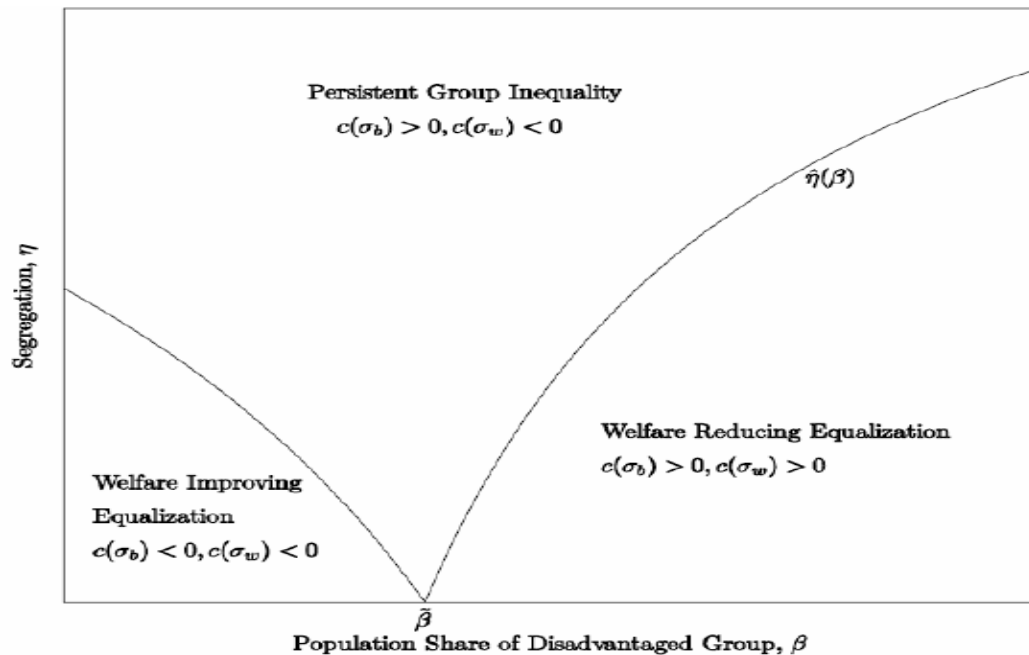 Persistent Group Inequality
c(σ_b) > 0, c(σ_w) < 0
η̂(β)
Segregation, η
Welfare Reducing Equalization
c(σ_b) > 0, c(σ_w) > 0
Welfare Improving
Equalization
c(σ_b) < 0, c(σ_w) < 0
β̃
Population Share of Disadvantaged Group, β